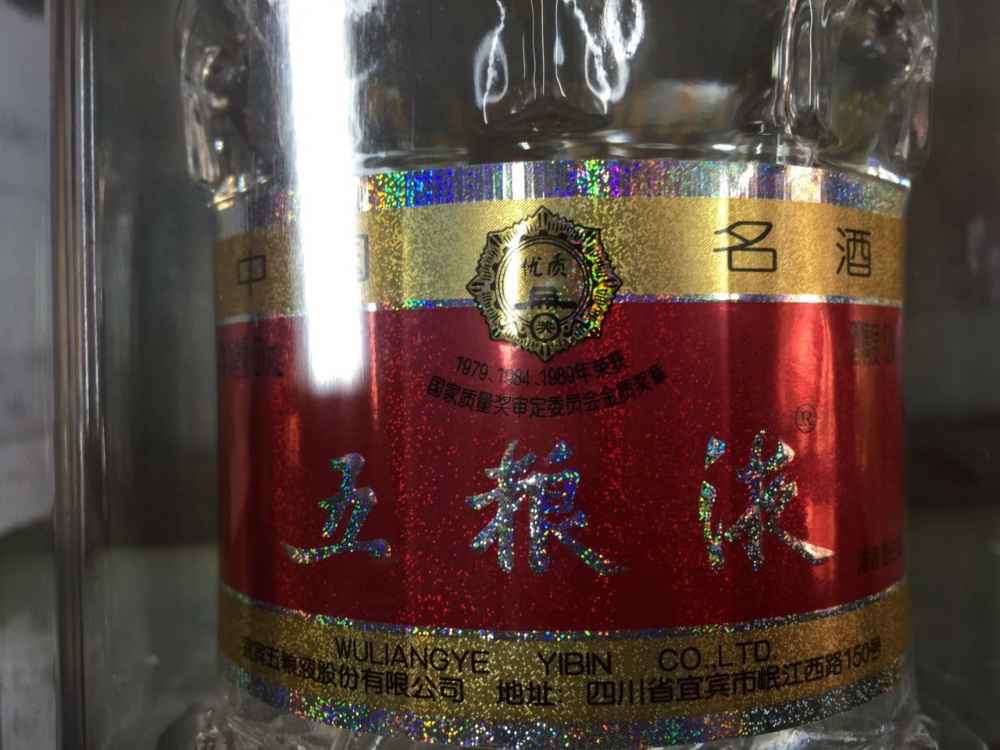 中国 名酒
优质
奖
1979、1984、1989年荣获
国家质量奖审定委员会金质奖章
五粮液®
WULIANGYE YIBIN CO.,LTD.
宜宾五粮液股份有限公司 地址: 四川省宜宾市岷江西路150号